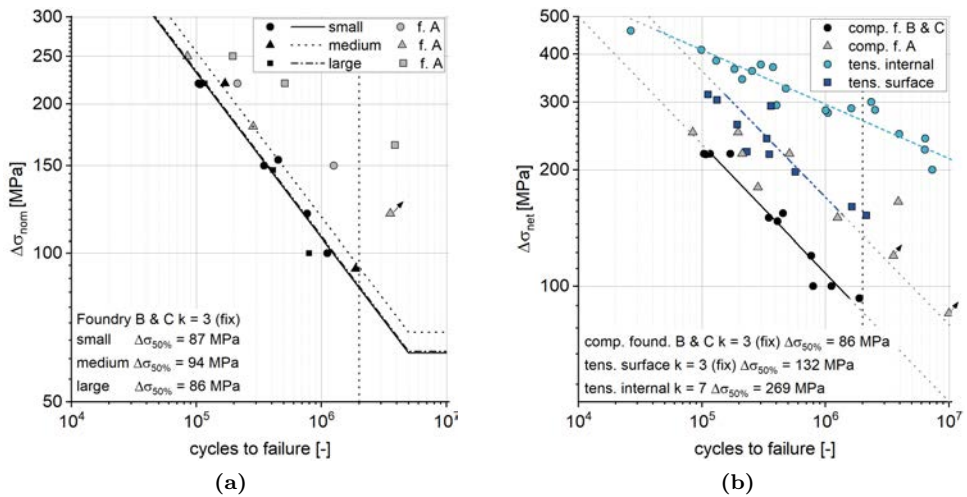 300
250
200
150
100
50
Δσnom [MPa]
small f. A
medium f. A
large f. A
Foundry B & C k = 3 (fix)
small Δσ50% = 87 MPa
medium Δσ50% = 94 MPa
large Δσ50% = 86 MPa
10⁴ 10⁵ 10⁶ 10⁷
cycles to failure [-]
(a)
500
400
300
200
100
50
Δσnet [MPa]
comp. f. B & C
comp. f. A
tens. internal
tens. surface
comp. found. B & C k = 3 (fix) Δσ50% = 86 MPa
tens. surface k = 3 (fix) Δσ50% = 132 MPa
tens. internal k = 7 Δσ50% = 269 MPa
10⁴ 10⁵ 10⁶ 10⁷
cycles to failure [-]
(b)